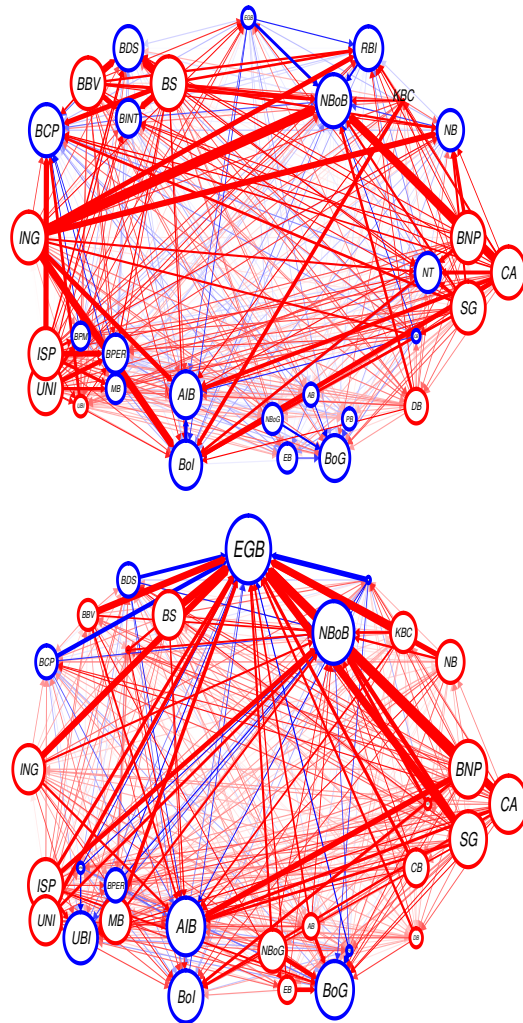 EGB
BDS
RBI
BBV
BS
NBoB
KBC
BINT
BCP
NB
ING
BNP
NT
CA
SG
BPM
ISP
BPER
UNI
MB
AIB
UBI
AB
DB
NBoG
PB
BoI
EB
BoG
EGB
BDS
BBV
BS
NBoB
KBC
BCP
NB
ING
BNP
CA
SG
CB
ISP
BPER
UNI
MB
UBI
AIB
AB
DB
NBoG
BoI
EB
BoG